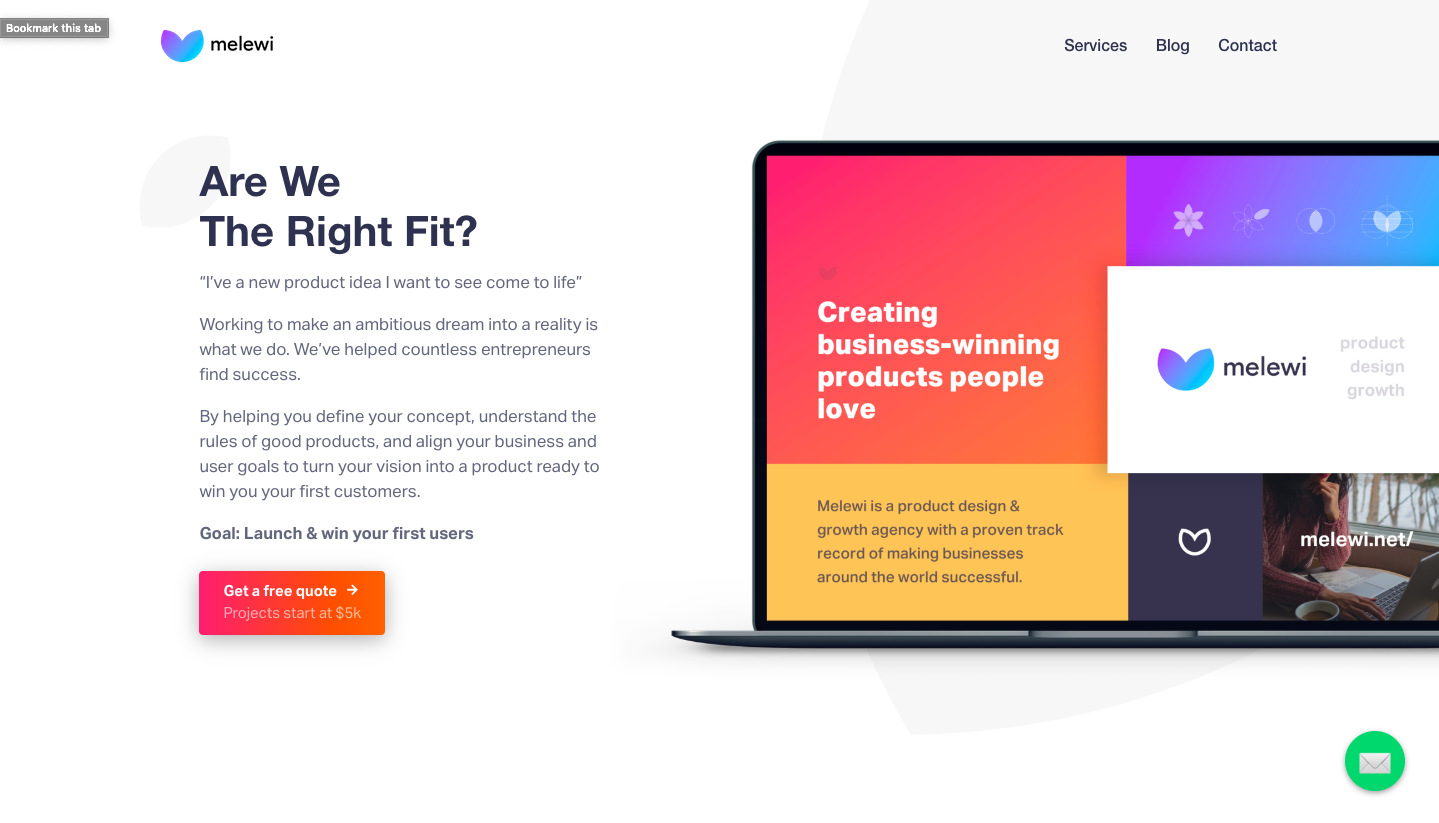 Bookmark this tab
melewi
Services
Blog
Contact
Are We
The Right Fit?
“I’ve a new product idea I want to see come to life”
Working to make an ambitious dream into a reality is
what we do. We’ve helped countless entrepreneurs
find success.
By helping you define your concept, understand the
rules of good products, and align your business and
user goals to turn your vision into a product ready to
win you your first customers.
Goal: Launch & win your first users
Get a free quote →
Projects start at $5k
Creating
business-winning
products people
love
melewi
product
design
growth
Melewi is a product design &
growth agency with a proven track
record of making businesses
around the world successful.
melewi.net/